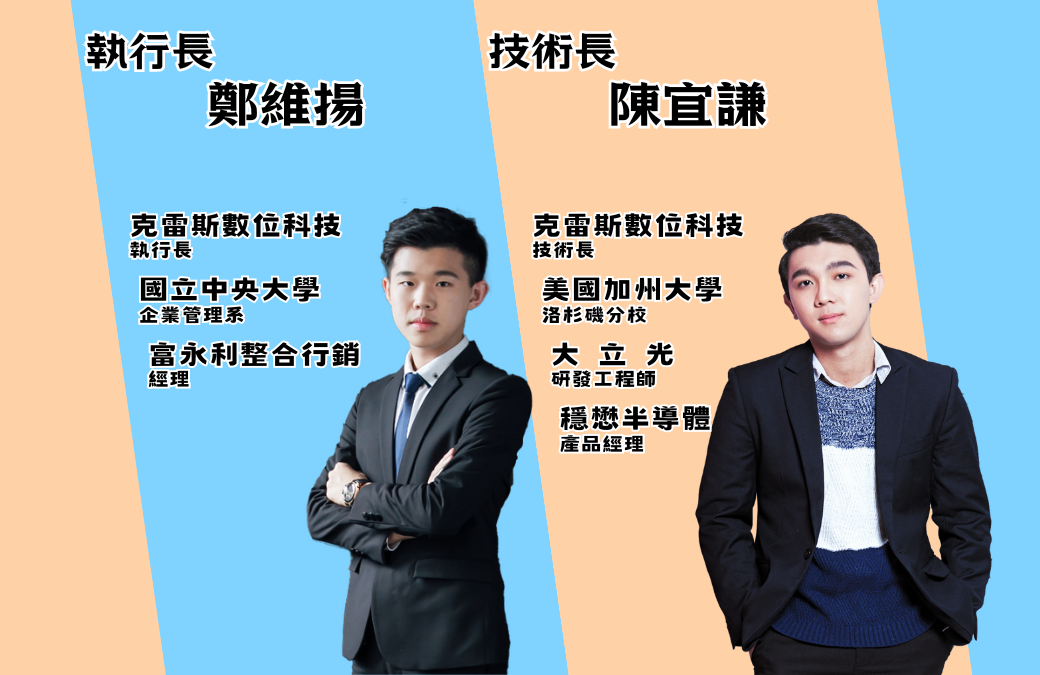 執行長
鄭維揚
克雷斯數位科技
執行長
國立中央大學
企業管理系
富永利整合行銷
經理
技術長
陳宜謙
克雷斯數位科技
技術長
美國加州大學
洛杉磯分校
大立光
研發工程師
穩懋半導體
產品經理